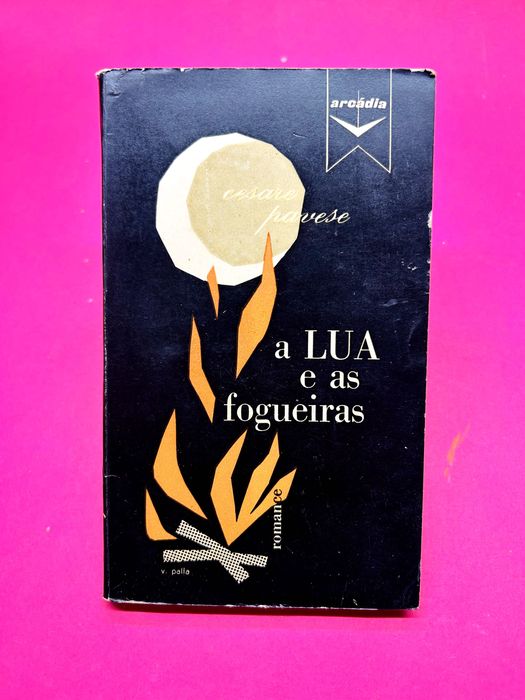 arcádia
cesare
pavese
a LUA
e as
fogueiras
romance
v. palla